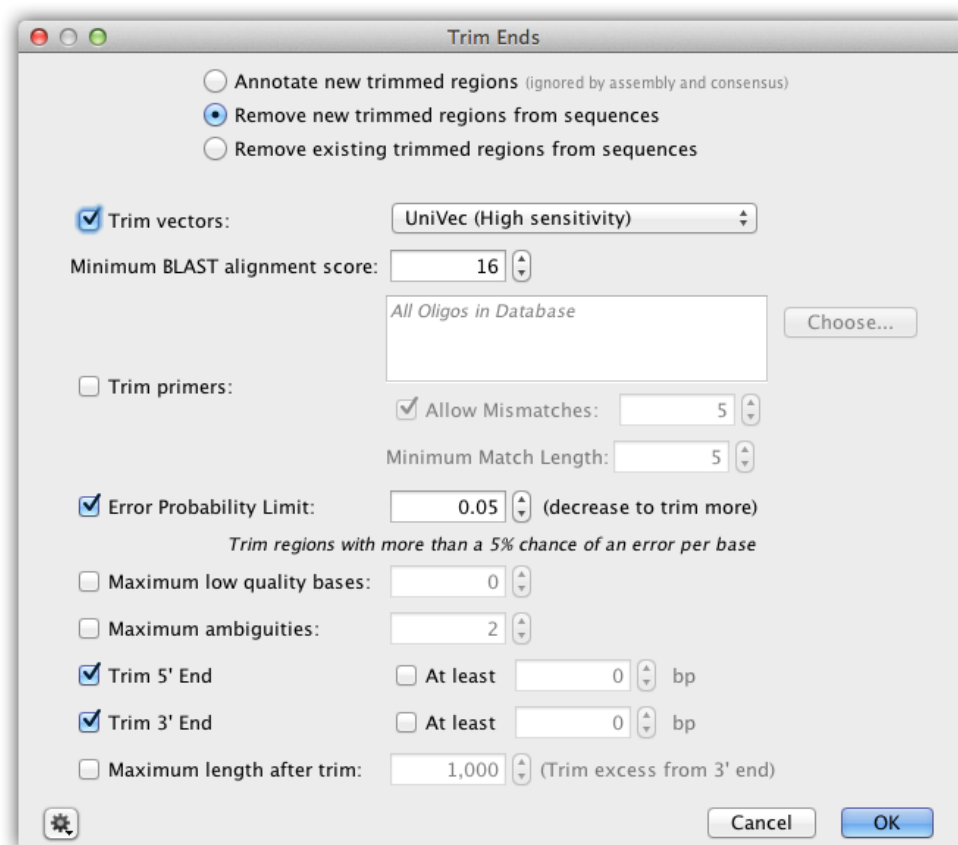 Trim Ends
Annotate new trimmed regions (ignored by assembly and consensus)
Remove new trimmed regions from sequences
Remove existing trimmed regions from sequences
Trim vectors: UniVec (High sensitivity)
Minimum BLAST alignment score: 16
All Oligos in Database
Choose...
Trim primers:
Allow Mismatches: 5
Minimum Match Length: 5
Error Probability Limit: 0.05 (decrease to trim more)
Trim regions with more than a 5% chance of an error per base
Maximum low quality bases: 0
Maximum ambiguities: 2
Trim 5' End At least 0 bp
Trim 3' End At least 0 bp
Maximum length after trim: 1,000 (Trim excess from 3' end)
Cancel OK